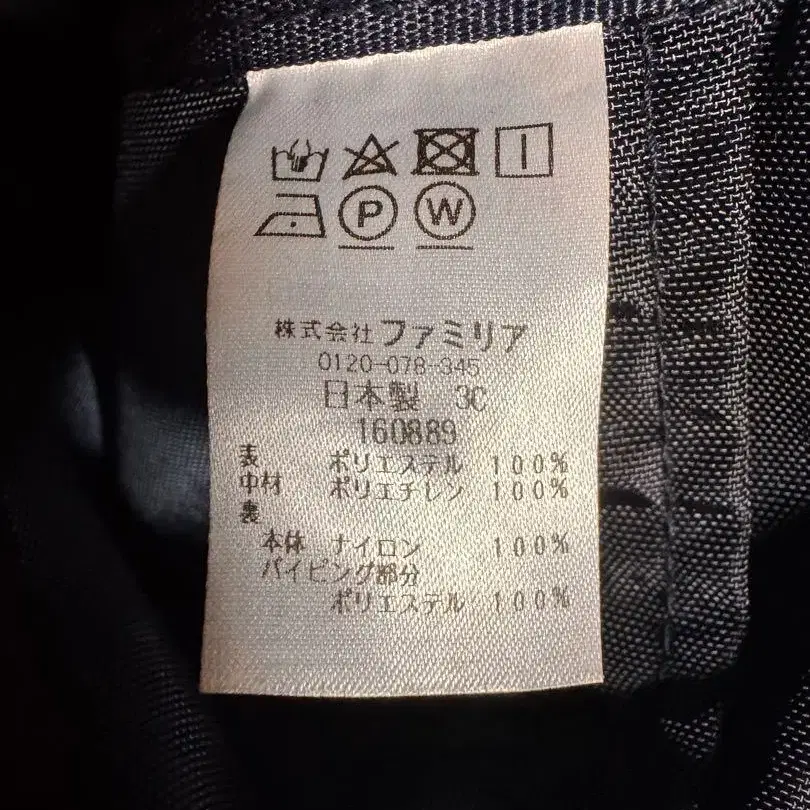 P W
株式会社ファミリア
0120-078-345
日本製 3C
160889
表 ポリエステル 100%
中材 ポリエチレン 100%
裏
本体 ナイロン 100%
パイピング部分
ポリエステル 100%